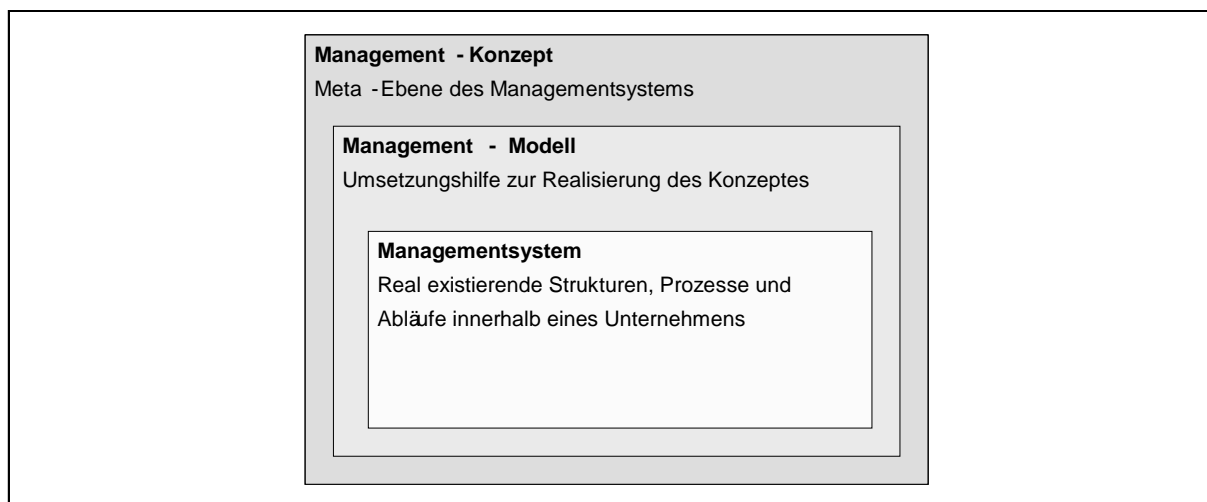 Management - Konzept
Meta - Ebene des Managementsystems
Management - Modell
Umsetzungshilfe zur Realisierung des Konzeptes
Managementsystem
Real existierende Strukturen, Prozesse und
Abläufe innerhalb eines Unternehmens